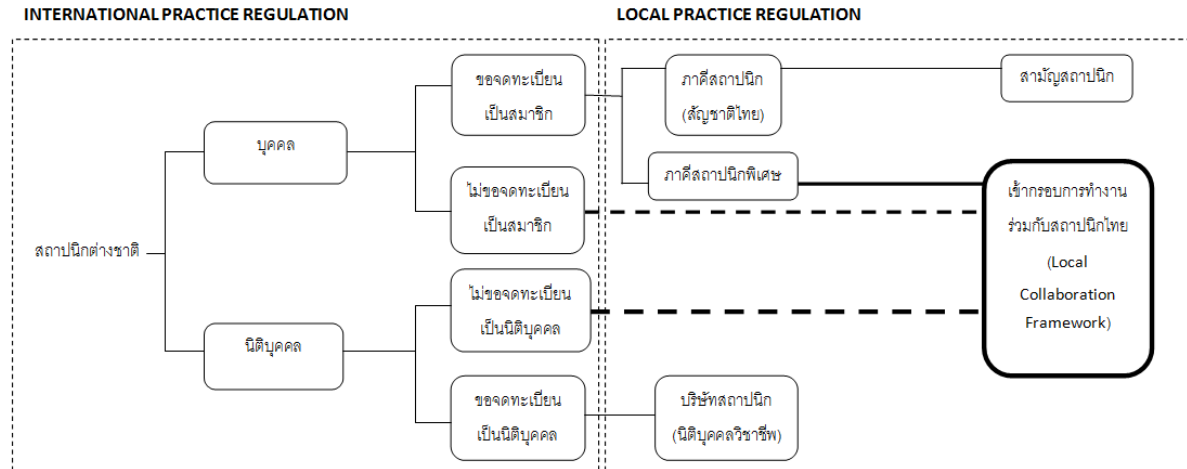 INTERNATIONAL PRACTICE REGULATION
LOCAL PRACTICE REGULATION
สถาปนิกต่างชาติ
บุคคล
นิติบุคคล
ขอจดทะเบียน
เป็นสมาชิก
ไม่ขอจดทะเบียน
เป็นสมาชิก
ไม่ขอจดทะเบียน
เป็นนิติบุคคล
ขอจดทะเบียน
เป็นนิติบุคคล
ภาคีสถาปนิก
(สัญชาติไทย)
ภาคีสถาปนิกพิเศษ
บริษัทสถาปนิก
(นิติบุคคลวิชาชีพ)
สามัญสถาปนิก
เข้ากรอบการทำงาน
ร่วมกับสถาปนิกไทย
(Local
Collaboration
Framework)